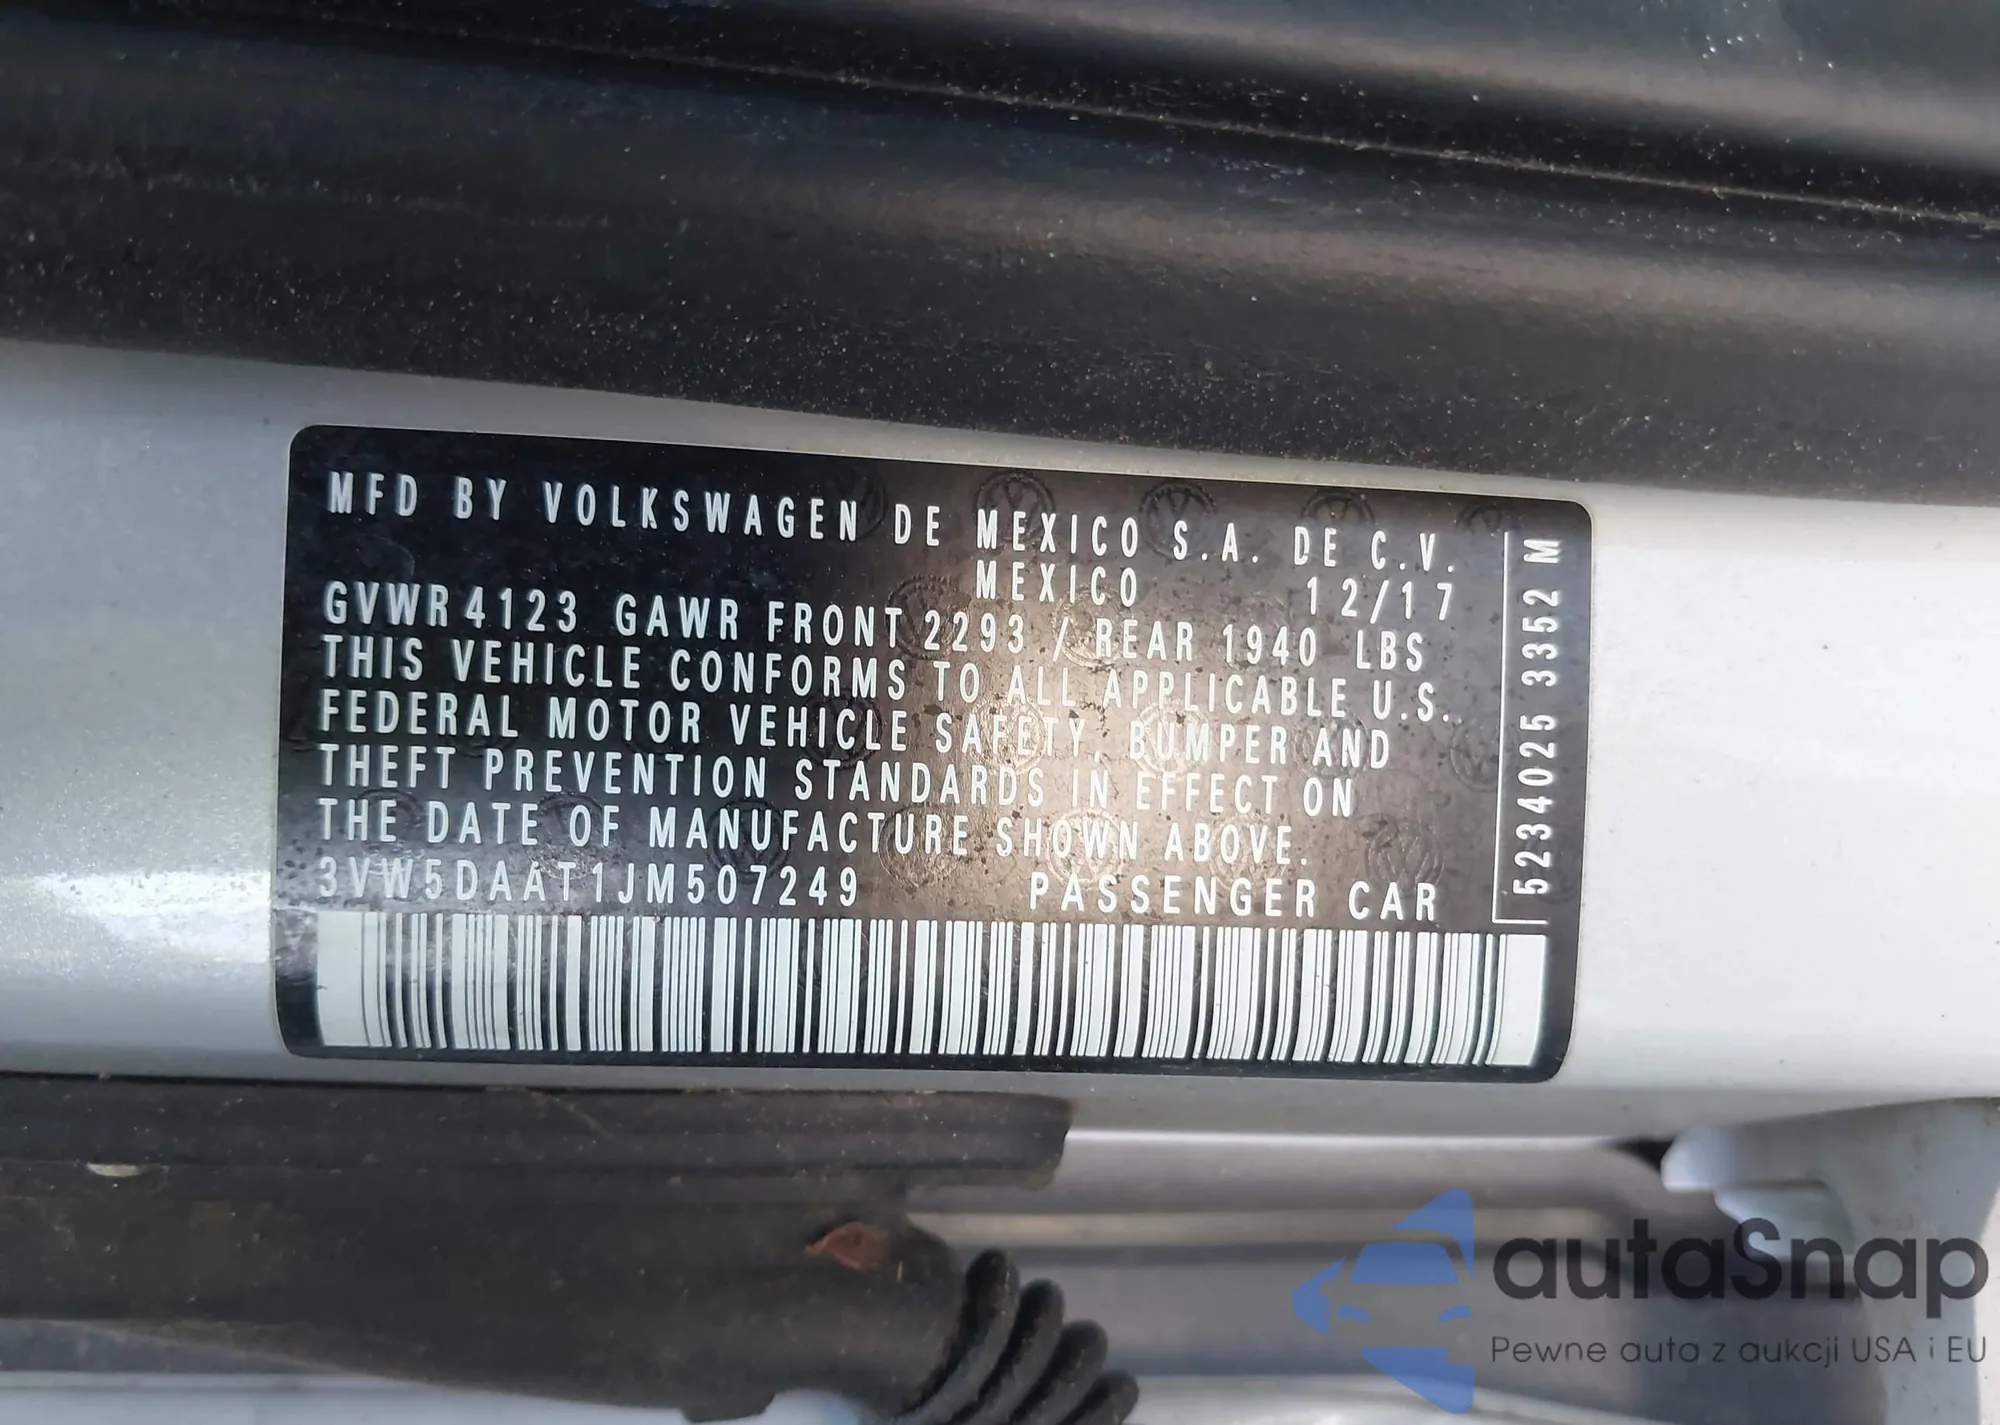 MFD BY VOLKSWAGEN DE MEXICO S.A. DE C.V.
MEXICO 12/17
GVWR 4123 GAWR FRONT 2293 / REAR 1940 LBS
THIS VEHICLE CONFORMS TO ALL APPLICABLE U.S.
FEDERAL MOTOR VEHICLE SAFETY, BUMPER AND
THEFT PREVENTION STANDARDS IN EFFECT ON
THE DATE OF MANUFACTURE SHOWN ABOVE.
3VW5DAAT1JM507249 PASSENGER CAR
5234025 3352 M
autaSnap
Pewne auta z aukcji USA i EU